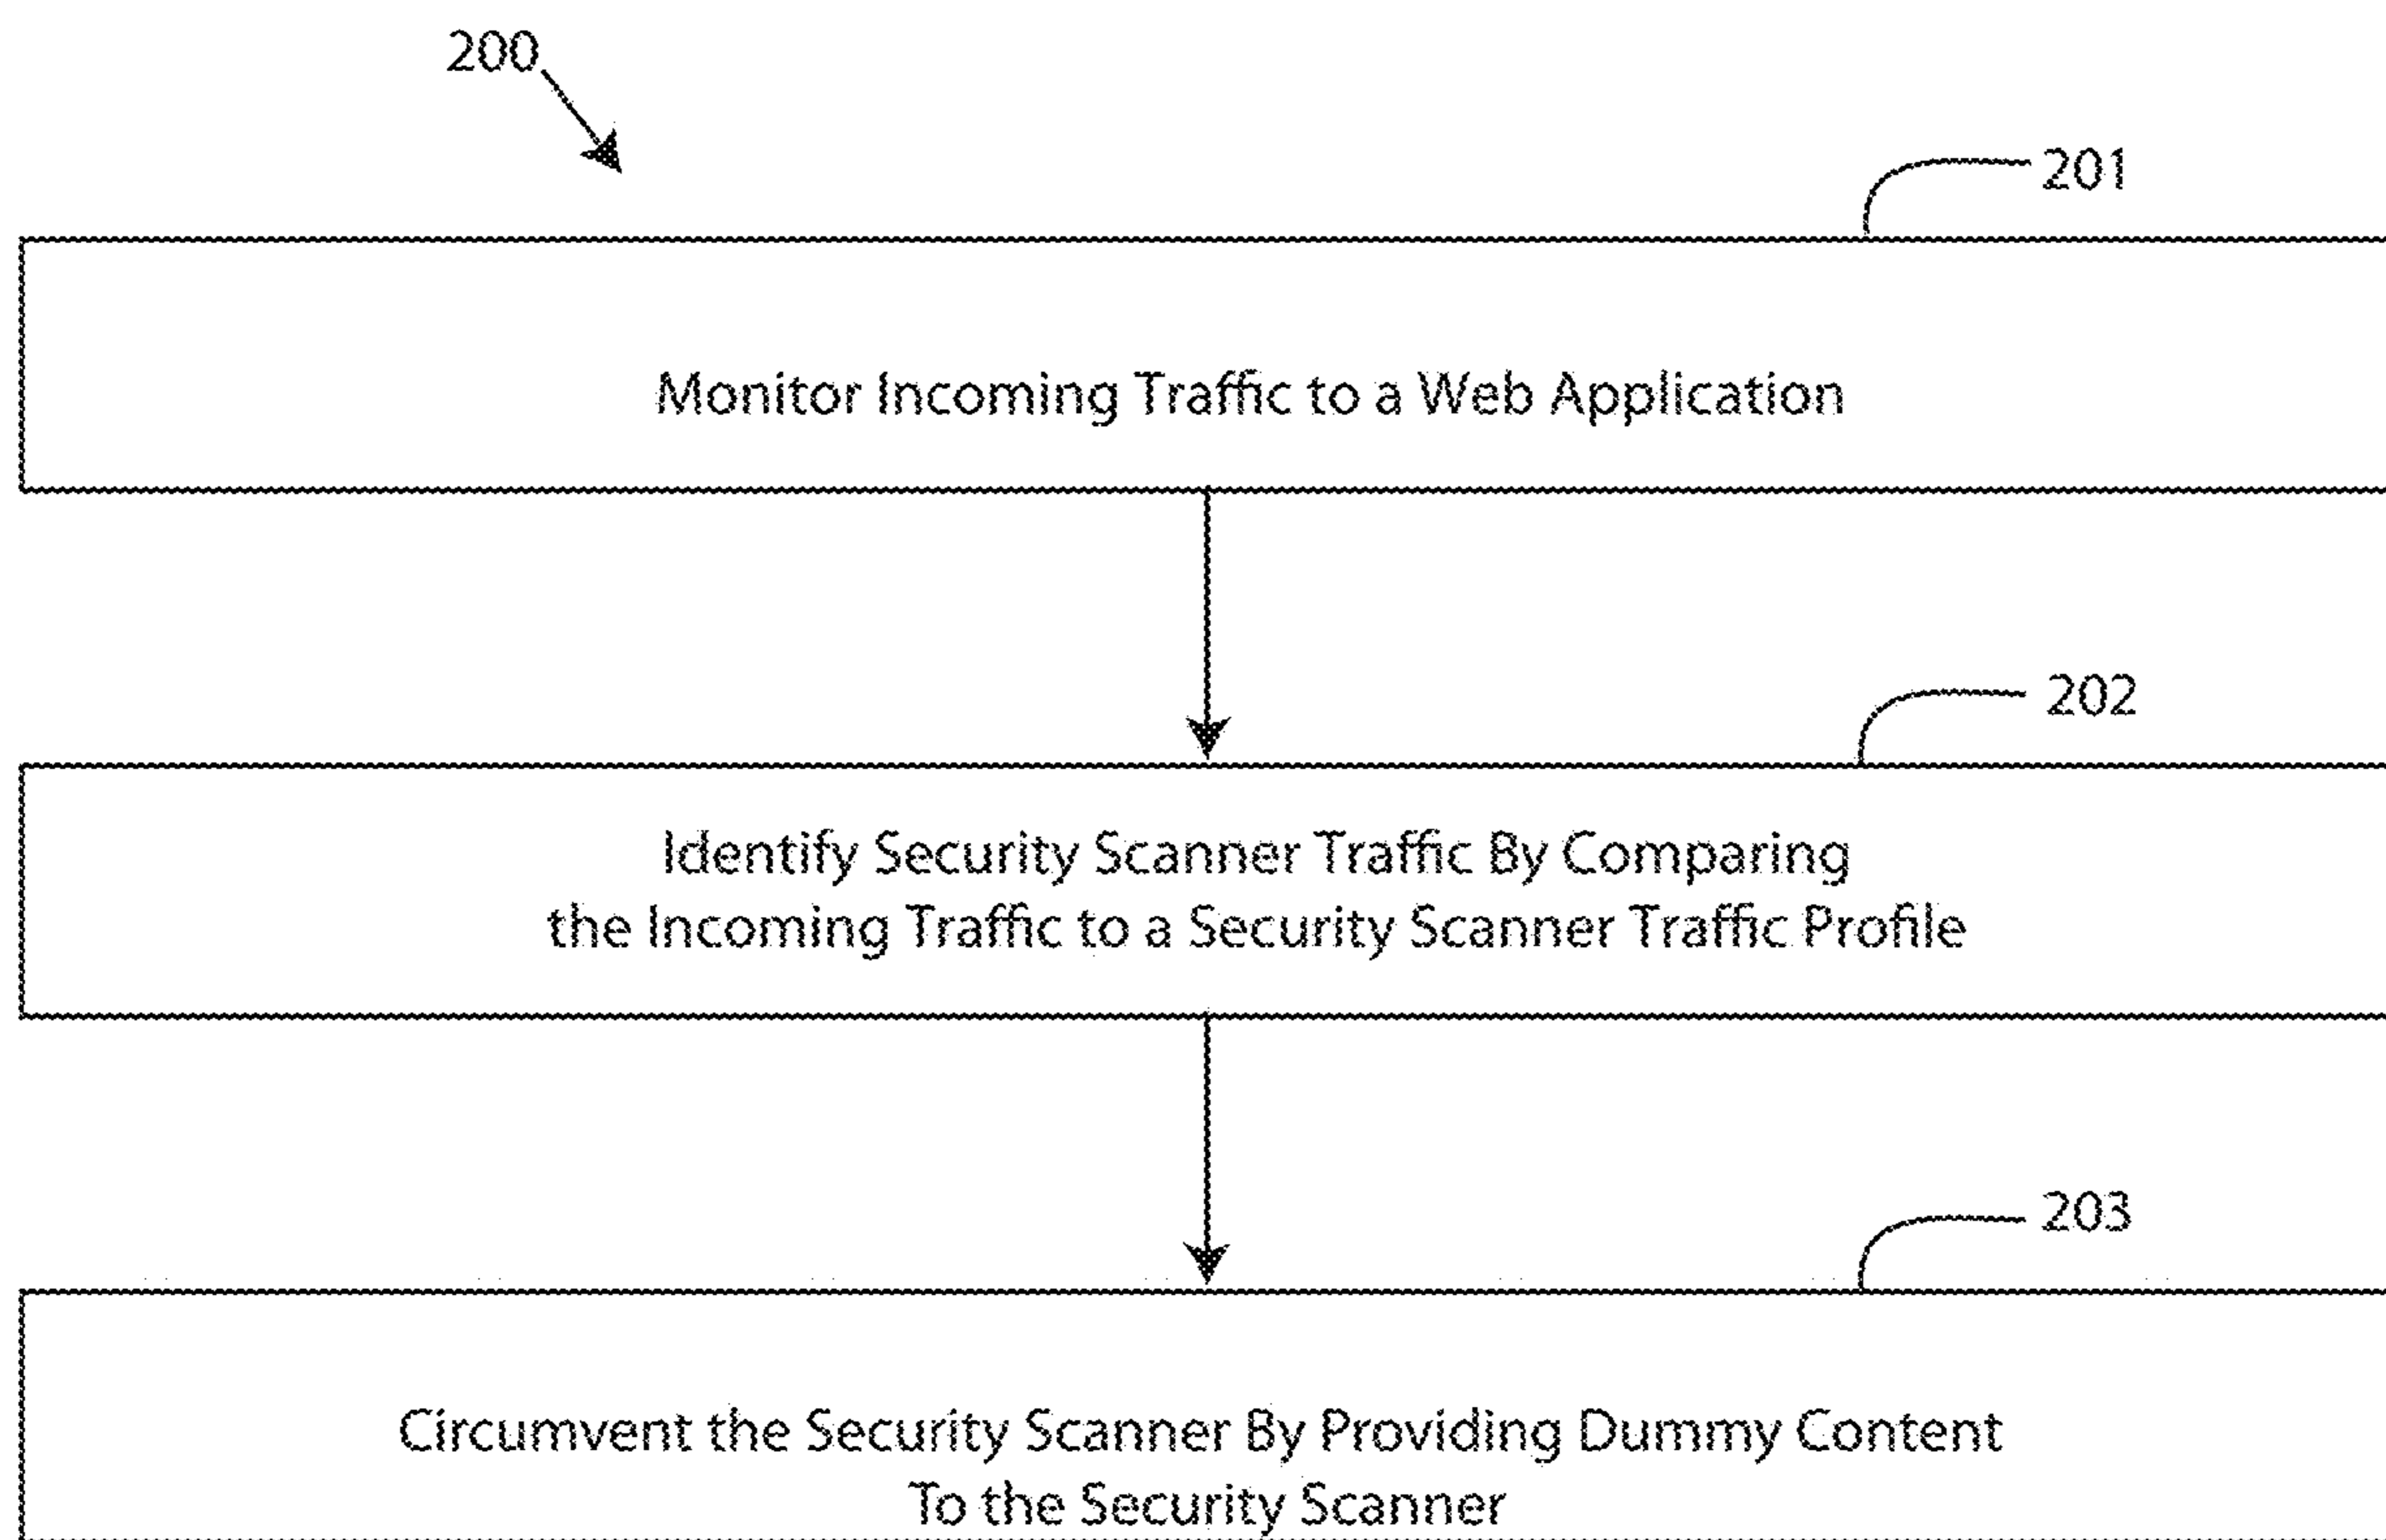 200
201
Monitor Incoming Traffic to a Web Application
202
Identify Security Scanner Traffic By Comparing
the Incoming Traffic to a Security Scanner Traffic Profile
203
Circumvent the Security Scanner By Providing Dummy Content
To the Security Scanner